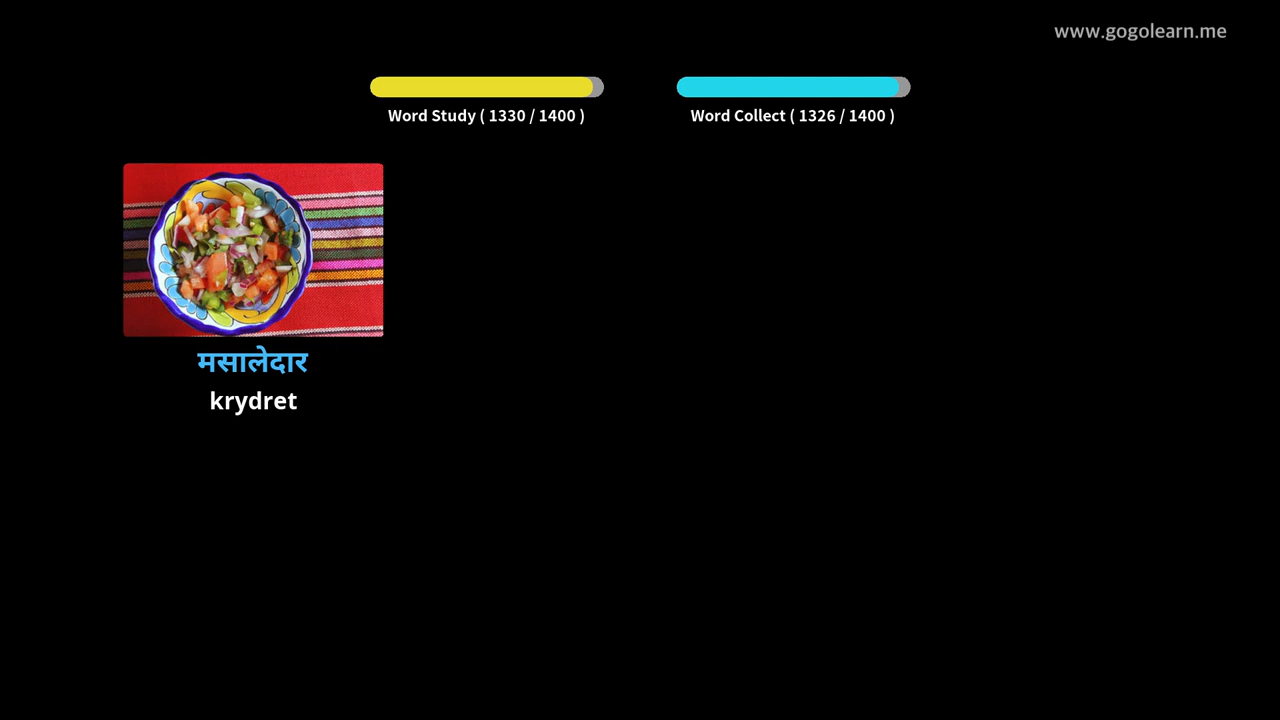 www.gogolearn.me
Word Study ( 1330 / 1400 )
Word Collect ( 1326 / 1400 )
मसालेदार
krydret